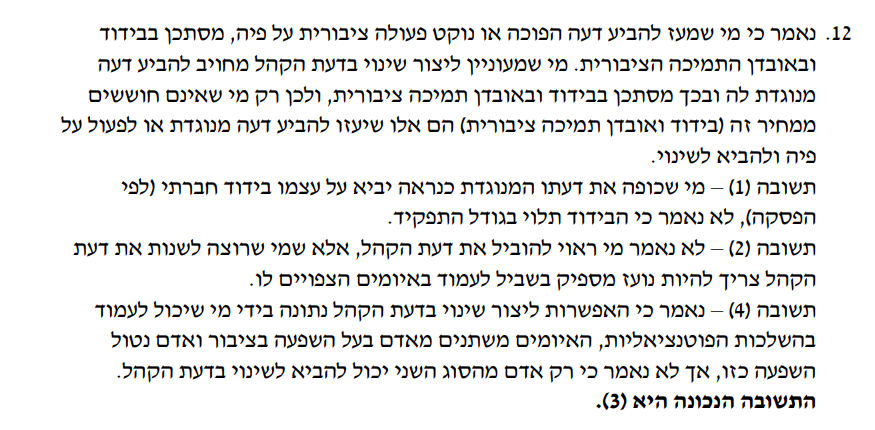 12. נאמר כי מי שמעז להביע דעה הפוכה או נוקט פעולה ציבורית על פיה, מסתכן בבידוד
ובאובדן התמיכה הציבורית. מי שמעוניין ליצור שינוי בדעת הקהל מחויב להביע דעה
מנוגדת לה ובכך מסתכן בבידוד ובאובדן תמיכה ציבורית, ולכן רק מי שאינם חוששים
ממחיר זה (בידוד ואובדן תמיכה ציבורית) הם אלו שיעזו להביע דעה מנוגדת או לפעול על
פיה ולהביא לשינוי.
תשובה (1) – מי שכופה את דעתו המנוגדת כנראה יביא על עצמו בידוד חברתי (לפי
הפסקה), לא נאמר כי הבידוד תלוי בגודל התפקיד.
תשובה (2) – לא נאמר מי ראוי להוביל את דעת הקהל, אלא שמי שרוצה לשנות את דעת
הקהל צריך להיות נועז מספיק בשביל לעמוד באיומים הצפויים לו.
תשובה (4) – נאמר כי האפשרות ליצור שינוי בדעת הקהל נתונה בידי מי שיכול לעמוד
בהשלכות הפוטנציאליות, האיומים משתנים מאדם בעל השפעה בציבור ואדם נטול
השפעה כזו, אך לא נאמר כי רק אדם מהסוג השני יכול להביא לשינוי בדעת הקהל.
התשובה הנכונה היא (3).